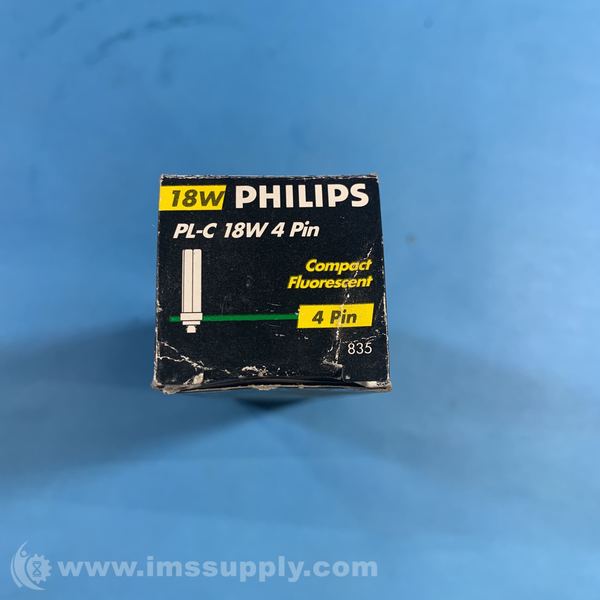 18W PHILIPS
PL-C 18W 4 Pin
Compact
Fluorescent
4 Pin
835
www.imssupply.com